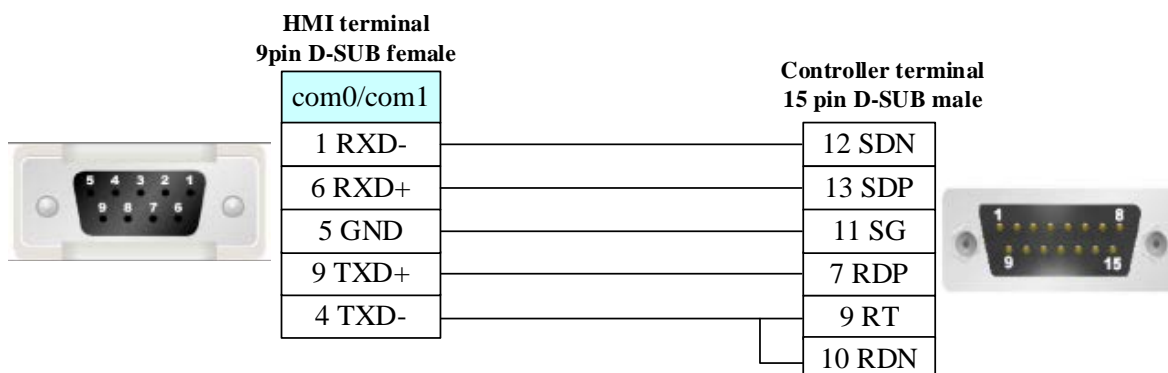 HMI terminal
9pin D-SUB female
com0/com1
1 RXD-
6 RXD+
5 GND
9 TXD+
4 TXD-
5 4 3 2 1
9 8 7 6
Controller terminal
15 pin D-SUB male
12 SDN
13 SDP
11 SG
7 RDP
9 RT
10 RDN
1 8
9 15